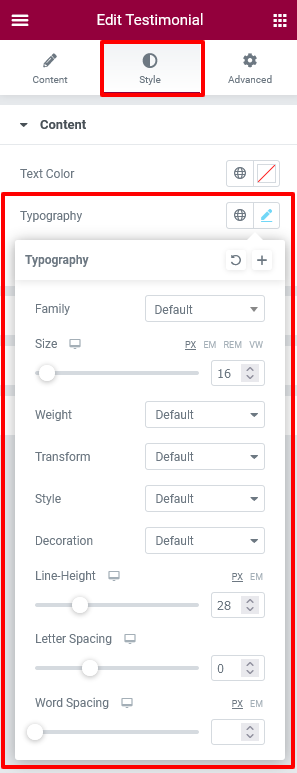 Edit Testimonial
Content Style Advanced
Content
Text Color
Typography
Typography
Family Default
Size PX EM REM VW
16
Weight Default
Transform Default
Style Default
Decoration Default
Line-Height PX EM
28
Letter Spacing
0
Word Spacing PX EM